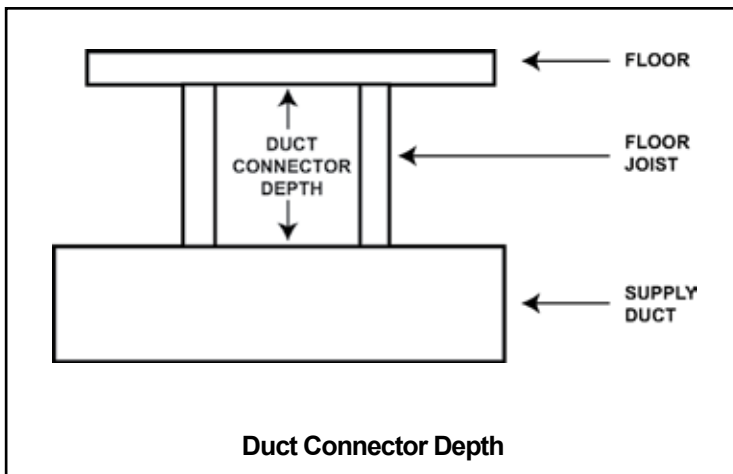 FLOOR
DUCT
CONNECTOR
DEPTH
FLOOR
JOIST
SUPPLY
DUCT
Duct Connector Depth